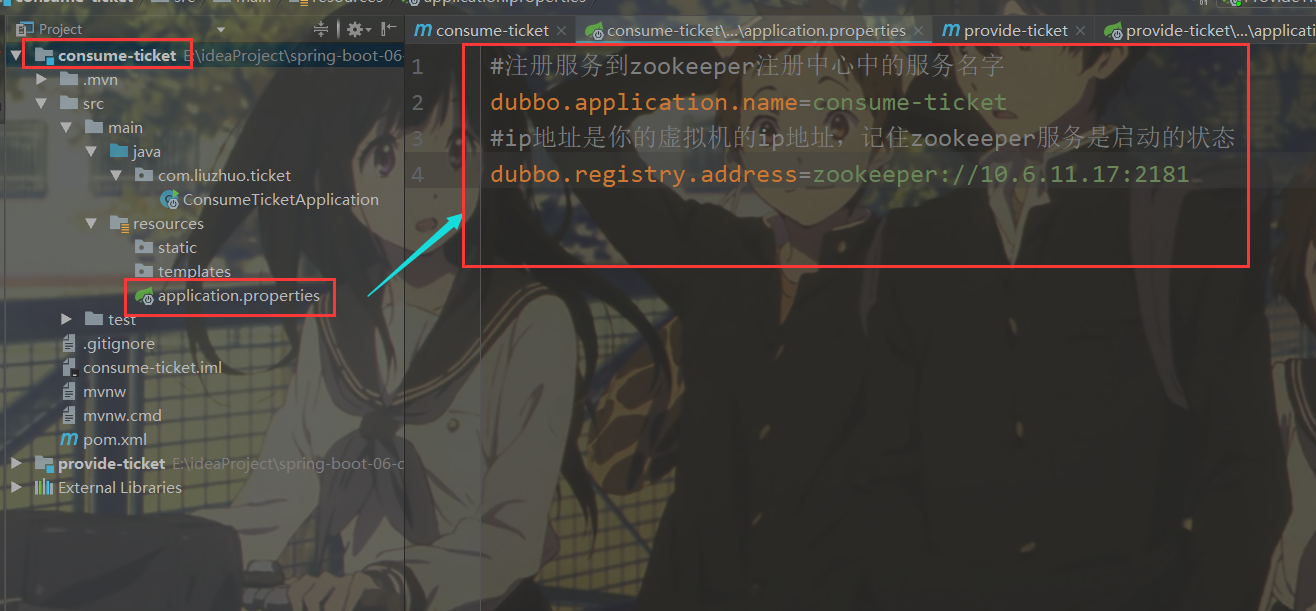 Project
consume-ticket
consume-ticket\...\application.properties
provide-ticket
provide-ticket\...\applicati
consume-ticket E:\ideaProject\spring-boot-06-
.mvn
src
main
java
com.liuzhuo.ticket
ConsumeTicketApplication
resources
static
templates
application.properties
test
.gitignore
consume-ticket.iml
mvnw
mvnw.cmd
pom.xml
provide-ticket E:\ideaProject\spring-boot-06-c
External Libraries
1 #注册服务到zookeeper注册中心中的服务名字
2 dubbo.application.name=consume-ticket
3 #ip地址是你的虚拟机的ip地址，记住zookeeper服务是启动的状态
4 dubbo.registry.address=zookeeper://10.6.11.17:2181